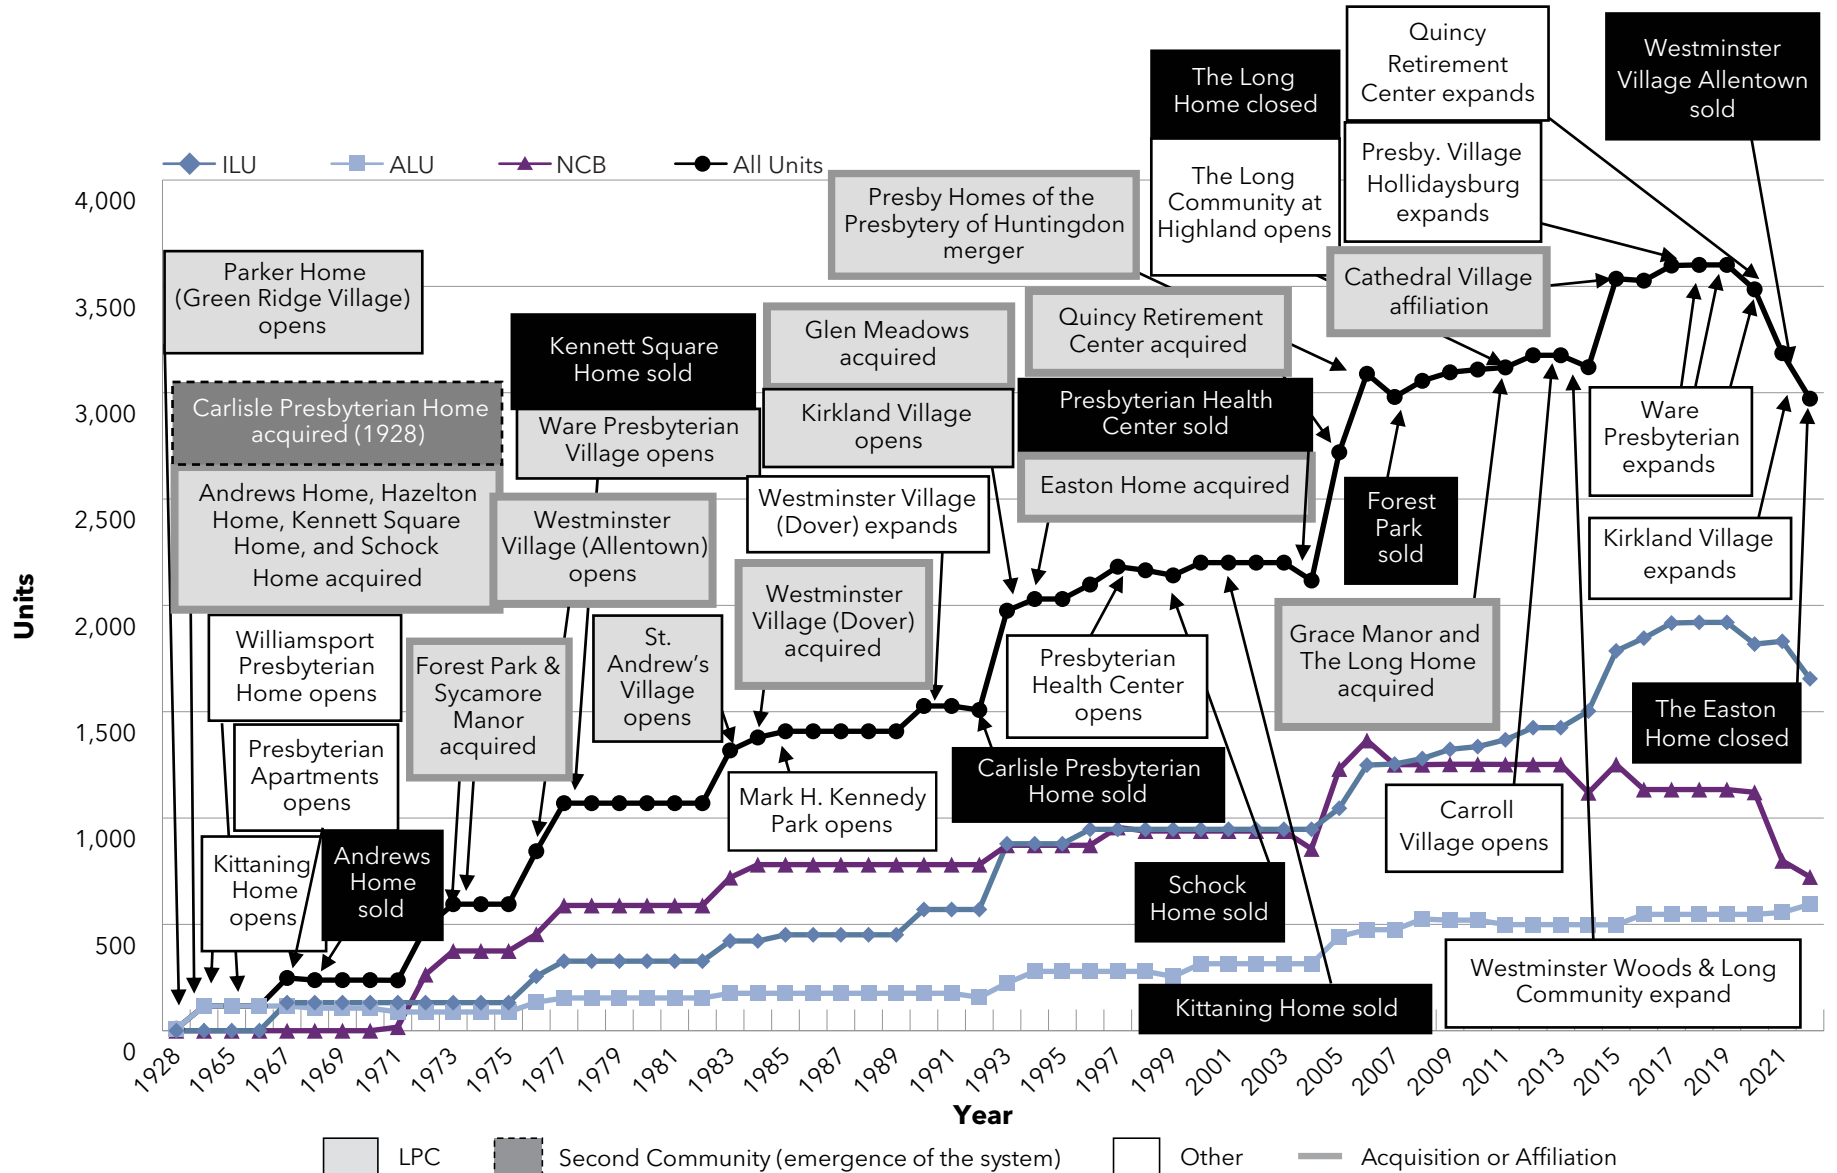 Quincy
Retirement
Center expands
Westminster
Village Allentown
sold
The Long
Home closed
Presby. Village
Hollidaysburg
expands
ILU
ALU
NCB
All Units
The Long
Community at
Highland opens
Presby Homes of the
Presbytery of Huntingdon
merger
Cathedral Village
affiliation
Parker Home
(Green Ridge Village)
opens
Glen Meadows
acquired
Quincy Retirement
Center acquired
Kennett Square
Home sold
Carlisle Presbyterian Home
acquired (1928)
Ware Presbyterian
Village opens
Kirkland Village
opens
Presbyterian Health
Center sold
Ware
Presbyterian
expands
Andrews Home, Hazelton
Home, Kennett Square
Home, and Schock
Home acquired
Westminster
Village (Allentown)
opens
Westminster Village
(Dover) expands
Easton Home acquired
Forest
Park
sold
Kirkland Village
expands
Westminster
Village (Dover)
acquired
Williamsport
Presbyterian
Home opens
Forest Park &
Sycamore
Manor
acquired
St.
Andrew's
Village
opens
Presbyterian
Health Center
opens
Grace Manor and
The Long Home
acquired
The Easton
Home closed
Presbyterian
Apartments
opens
Mark H. Kennedy
Park opens
Carlisle Presbyterian
Home sold
Carroll
Village opens
Kittaning
Home
opens
Andrews
Home
sold
Schock
Home sold
Westminster Woods & Long
Community expand
Kittaning Home sold
4,000
3,500
3,000
2,500
2,000
1,500
1,000
500
0
Units
1928
1965
1967
1969
1971
1973
1975
1977
1979
1981
1983
1985
1987
1989
1991
1993
1995
1997
1999
2001
2003
2005
2007
2009
2011
2013
2015
2017
2019
2021
Year
LPC
Second Community (emergence of the system)
Other
Acquisition or Affiliation